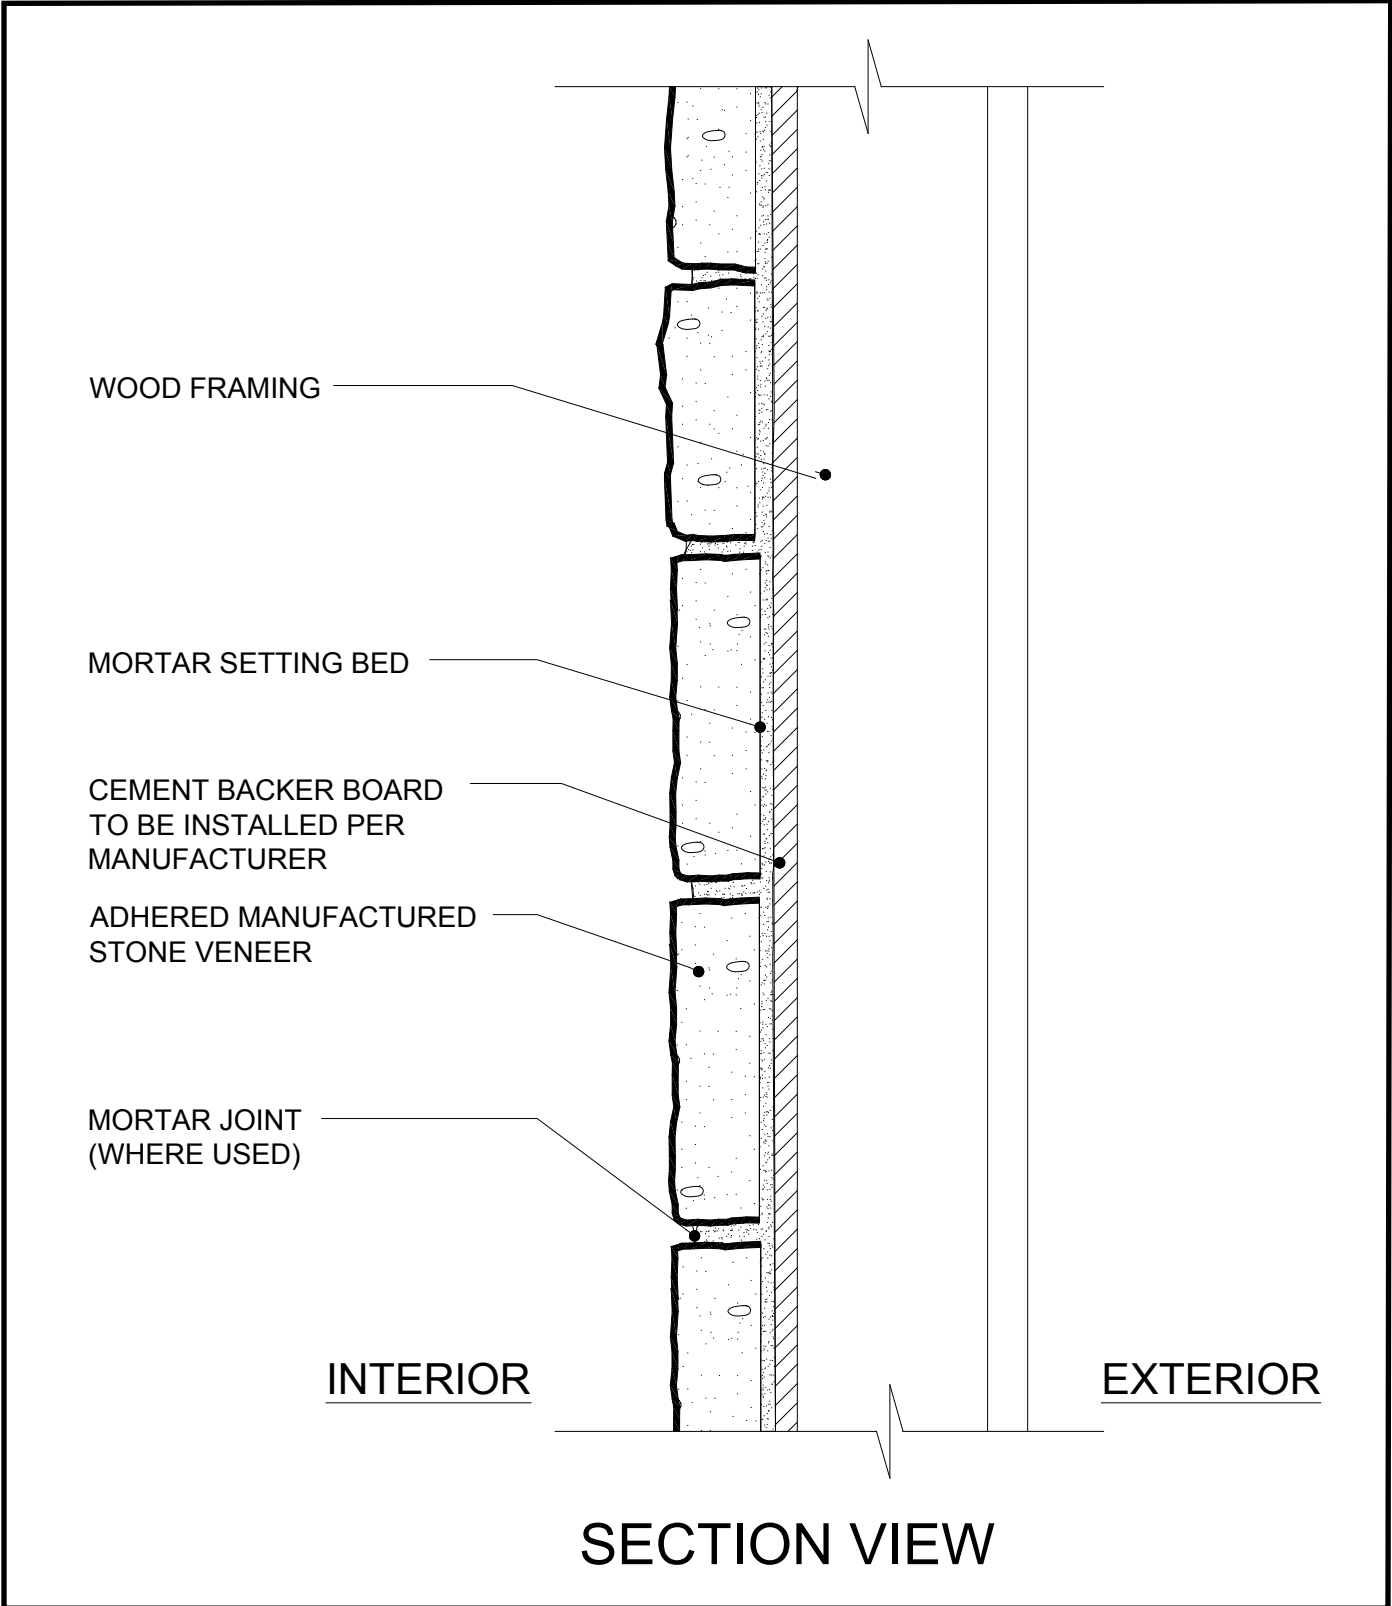 WOOD FRAMING
MORTAR SETTING BED
CEMENT BACKER BOARD
TO BE INSTALLED PER
MANUFACTURER
ADHERED MANUFACTURED
STONE VENEER
MORTAR JOINT
(WHERE USED)
INTERIOR
EXTERIOR
SECTION VIEW